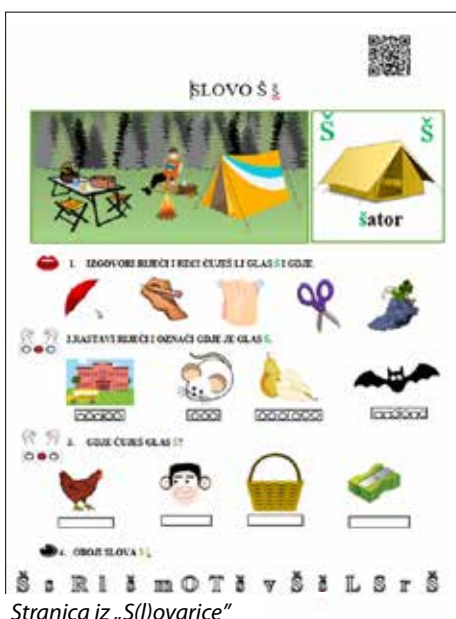 SLOVO Š š
Š Š
šator
1. IZGOVORI RIJEČI I RECI ČUJEŠ LI GLAS Š I GDJE.
2.RASTAVI RIJEČI I OZNAČI GDJE JE GLAS Š.
3. GDJE ČUJEŠ GLAS Š?
4. OBOJI SLOVA Š š.
Stranica iz „S(l)ovarice”